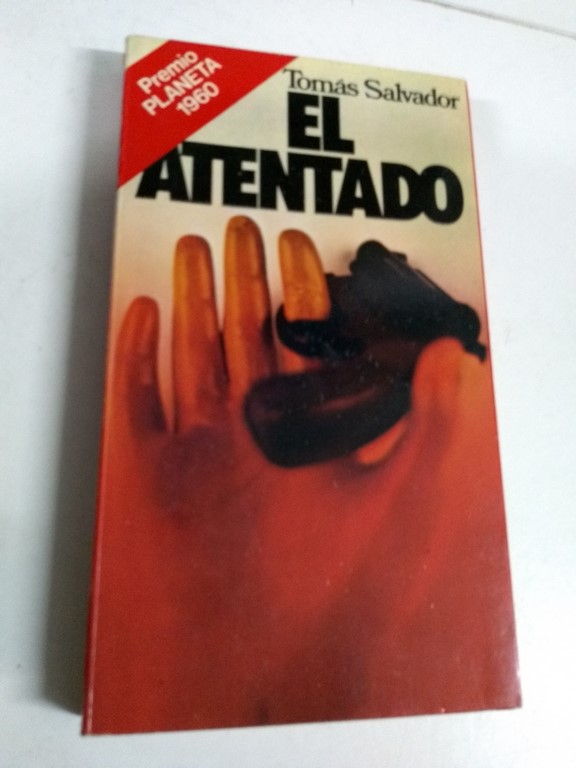 Premio
PLANETA
1960
Tomás Salvador
EL
ATENTADO